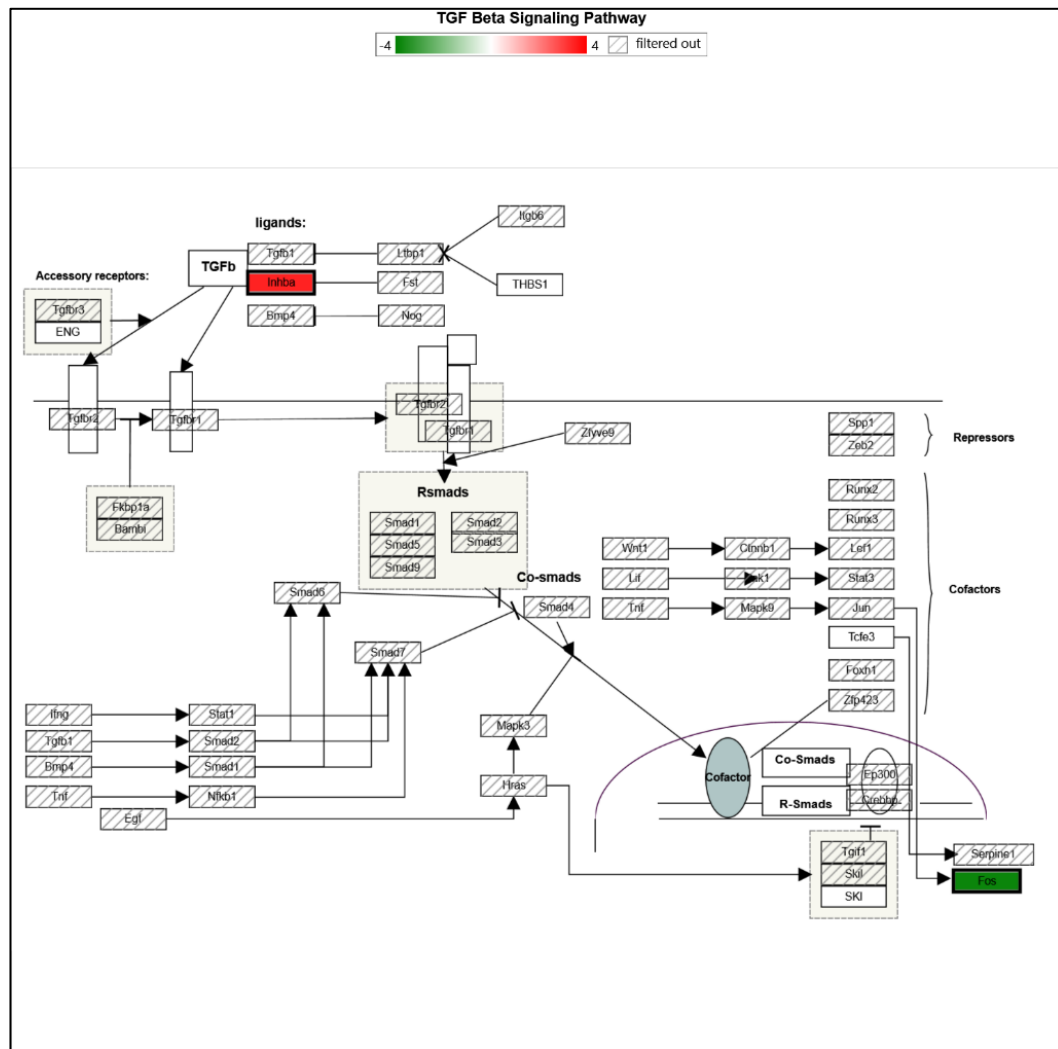 TGF Beta Signaling Pathway
-4 4 filtered out
Itgb6
ligands:
TGFb
Tgfb1
Ltbp1
Accessory receptors:
Inhba
Fst
THBS1
Tgfbr3
ENG
Bmp4
Nog
Tgfbr2
Tgfbr1
Tgfbr2
Tgfbr1
Zfyve9
Spp1
Zeb2
Repressors
Rsmads
Fkbp1a
Bambi
Smad1
Smad2
Smad5
Smad3
Smad9
Runx2
Runx3
Wnt1
Ctnnb1
Lef1
Co-smads
Lif
Stat3
Cofactors
Smad6
Smad4
Tnf
Mapk9
Jun
Smad7
Tcfe3
Foxh1
Zfp423
Ifng
Stat1
Mapk3
Tgfb1
Smad2
Bmp4
Smad1
Co-Smads
Ep300
Cofactor
Hras
Tnf
Nfkb1
R-Smads
Crebbp
Egf
Tgif1
Serpine1
Skil
Fos
SKI